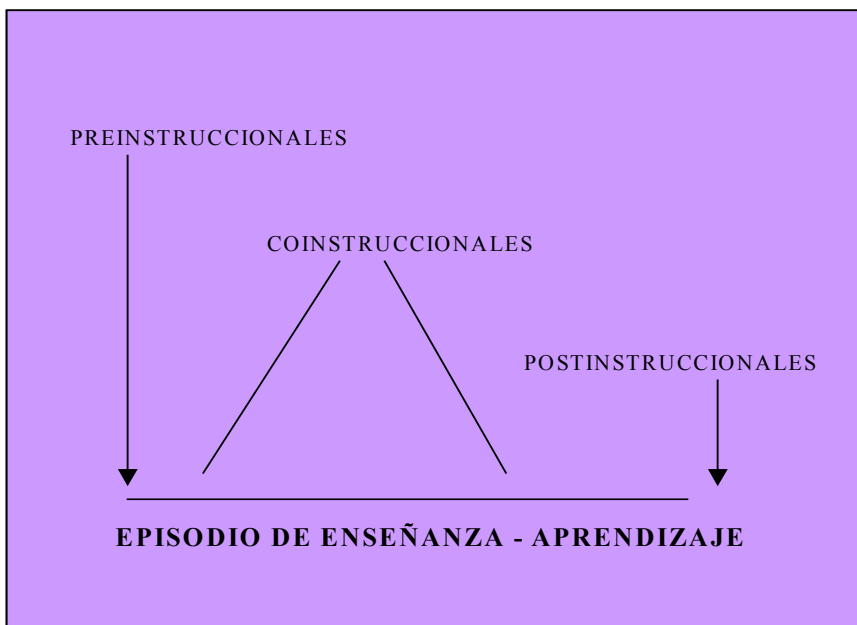 PREINSTRUCCIONALES
COINSTRUCCIONALES
POSTINSTRUCCIONALES
EPISODIO DE ENSEÑANZA - APRENDIZAJE